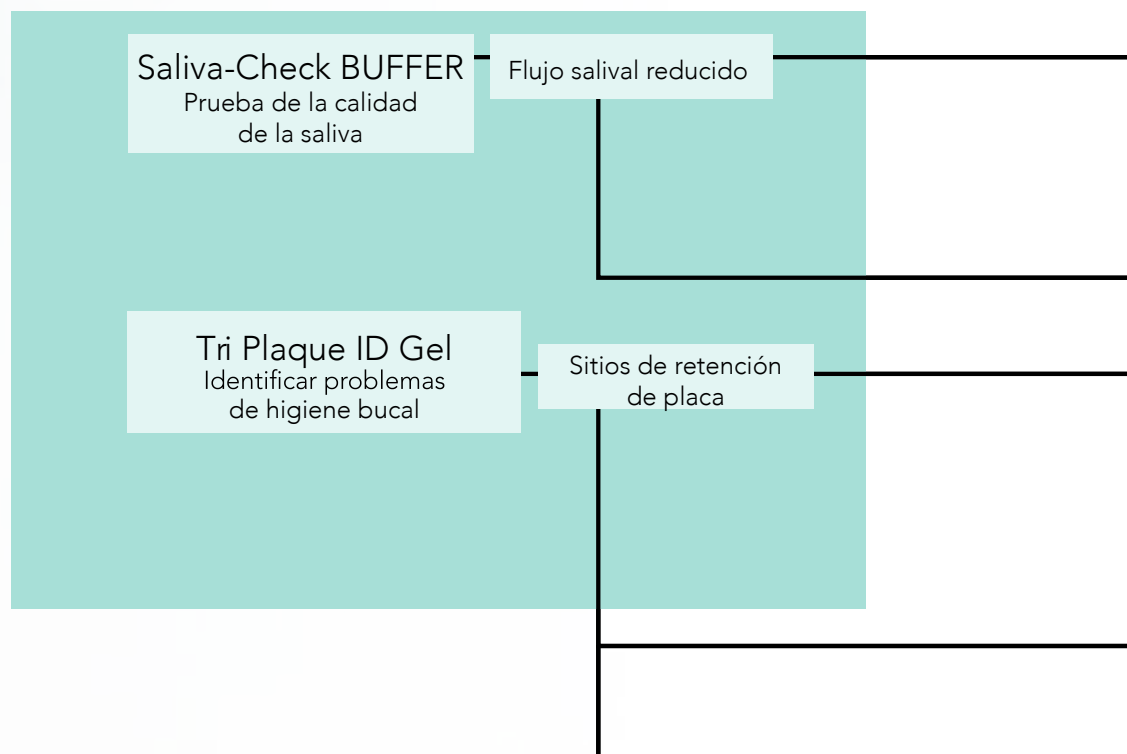 Saliva-Check BUFFER
Prueba de la calidad
de la saliva
Flujo salival reducido
Tri Plaque ID Gel
Identificar problemas
de higiene bucal
Sitios de retención
de placa